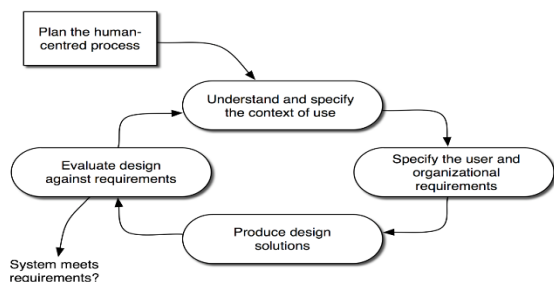 Plan the human-
centred process
Understand and specify
the context of use
Specify the user and
organizational
requirements
Produce design
solutions
Evaluate design
against requirements
System meets
requirements?